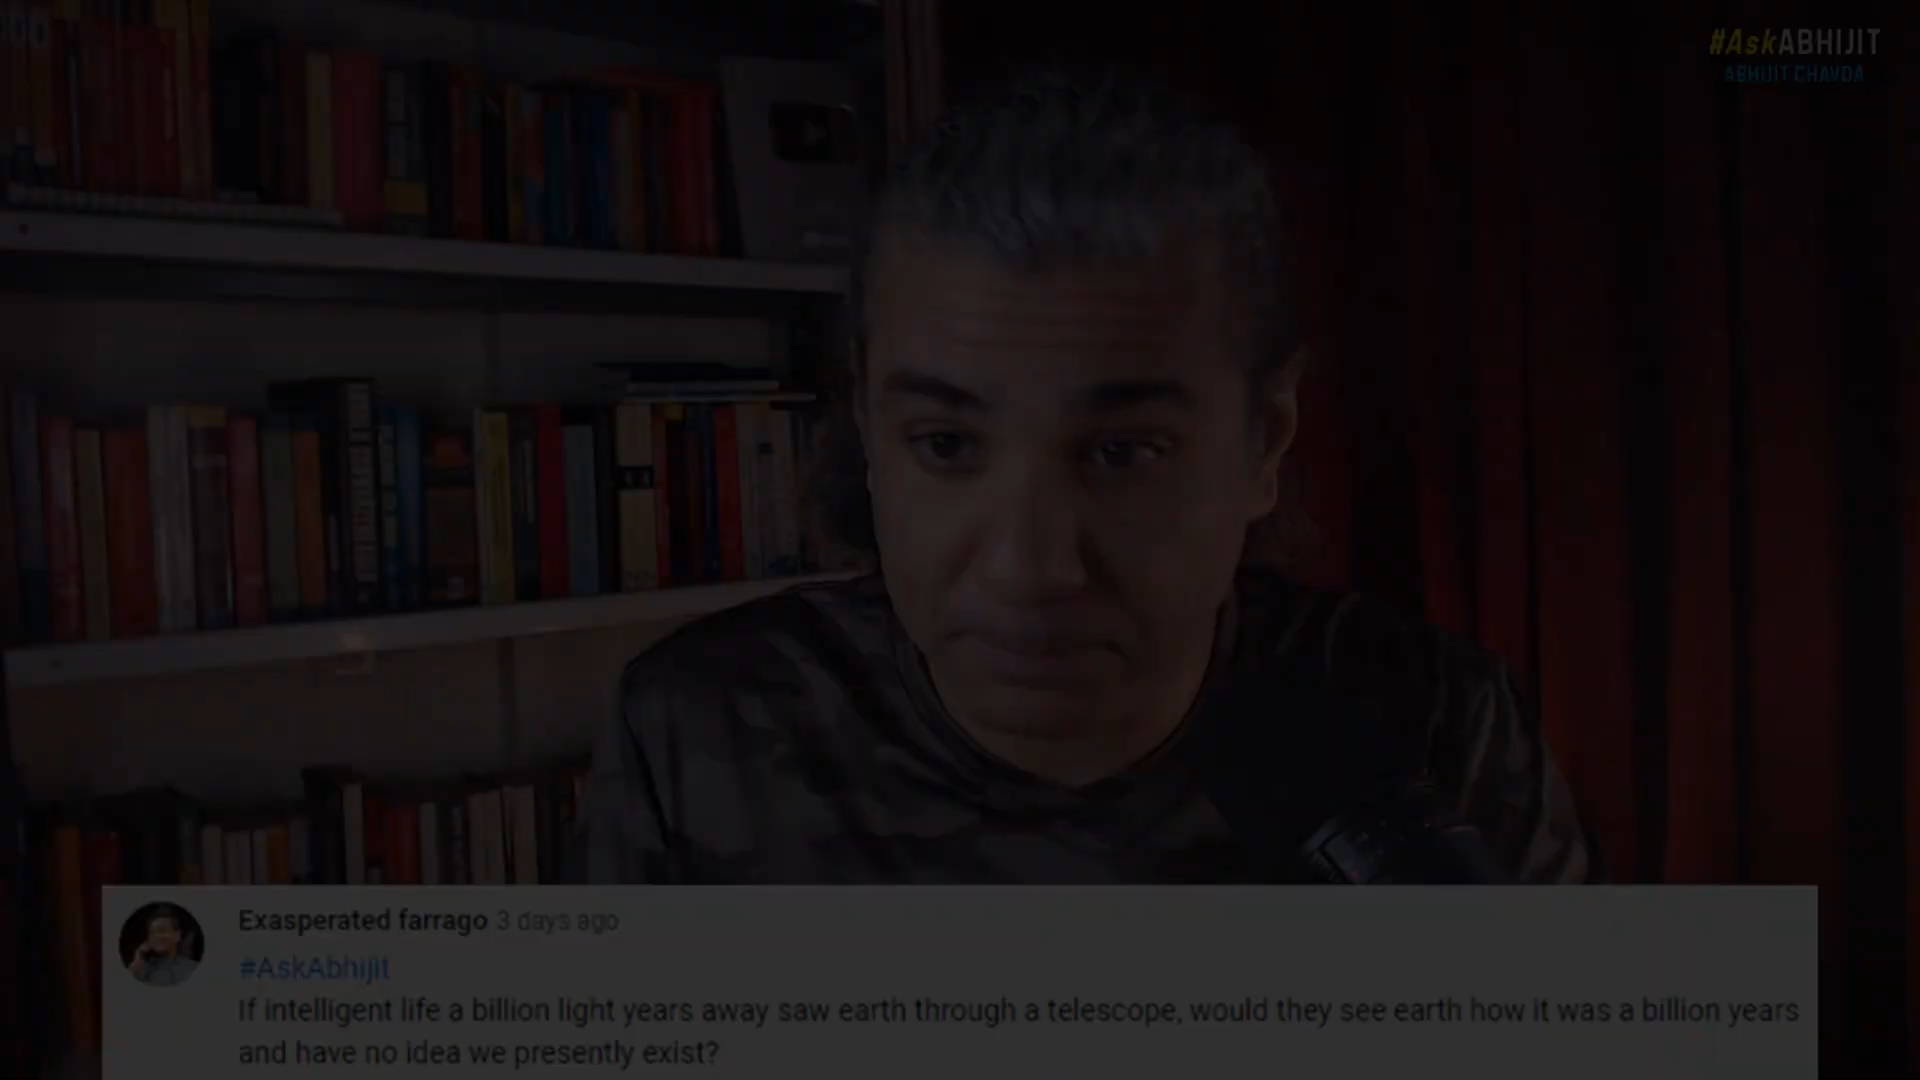 #AskABHIJIT
ABHIJIT CHAVDA
Exasperated farrago 3 days ago
#AskAbhijit
If intelligent life a billion light years away saw earth through a telescope, would they see earth how it was a billion years
and have no idea we presently exist?